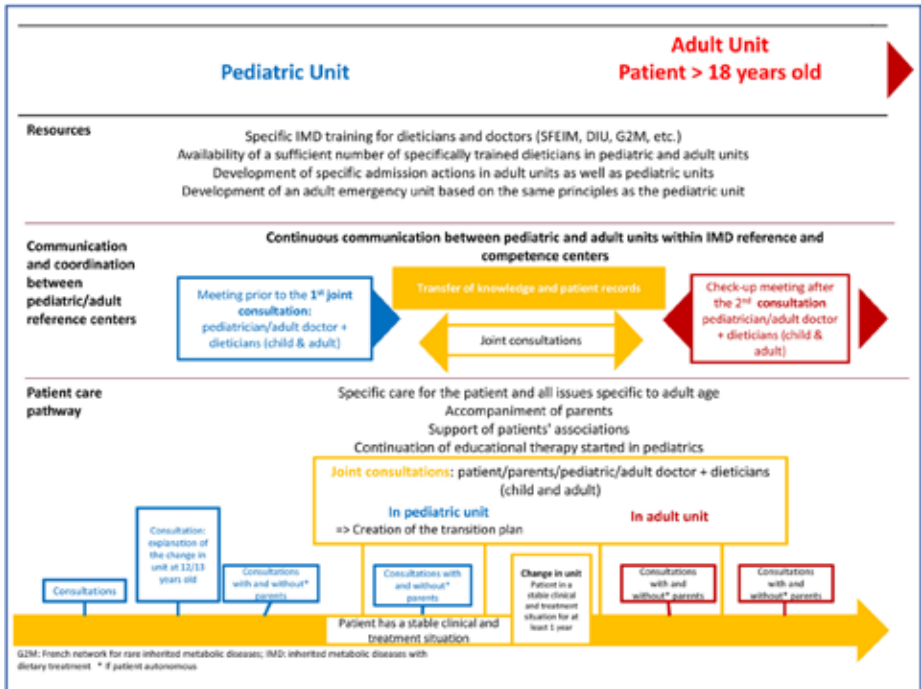 Pediatric Unit
Adult Unit
Patient > 18 years old
Resources
Specific IMD training for dieticians and doctors (SFEIM, DIU, G2M, etc.)
Availability of a sufficient number of specifically trained dieticians in pediatric and adult units
Development of specific admission actions in adult units as well as pediatric units
Development of an adult emergency unit based on the same principles as the pediatric unit
Communication
and coordination
between
pediatric/adult
reference centers
Continuous communication between pediatric and adult units within IMD reference and
competence centers
Meeting prior to the 1st joint
consultation:
pediatrician/adult doctor +
dieticians (child & adult)
Transfer of knowledge and patient records
Joint consultations
Check-up meeting after
the 2nd consultation
pediatrician/adult doctor
+ dieticians (child &
adult)
Patient care
pathway
Specific care for the patient and all issues specific to adult age
Accompaniment of parents
Support of patients' associations
Continuation of educational therapy started in pediatrics
Joint consultations: patient/parents/pediatric/adult doctor + dieticians
(child and adult)
In pediatric unit
=> Creation of the transition plan
In adult unit
Consultations
Consultation:
explanation of
the change in
unit at 12/13
years old
Consultations
with and without*
parents
Consultations with
and without*
parents
Change in unit
Patient in a
stable clinical
and treatment
situation for at
least 1 year
Consultations
with and
without* parents
Consultations
with and
without* parents
Patient has a stable clinical and
treatment situation
G2M: French network for rare inherited metabolic diseases; IMD: inherited metabolic diseases with
dietary treatment * if patient autonomous